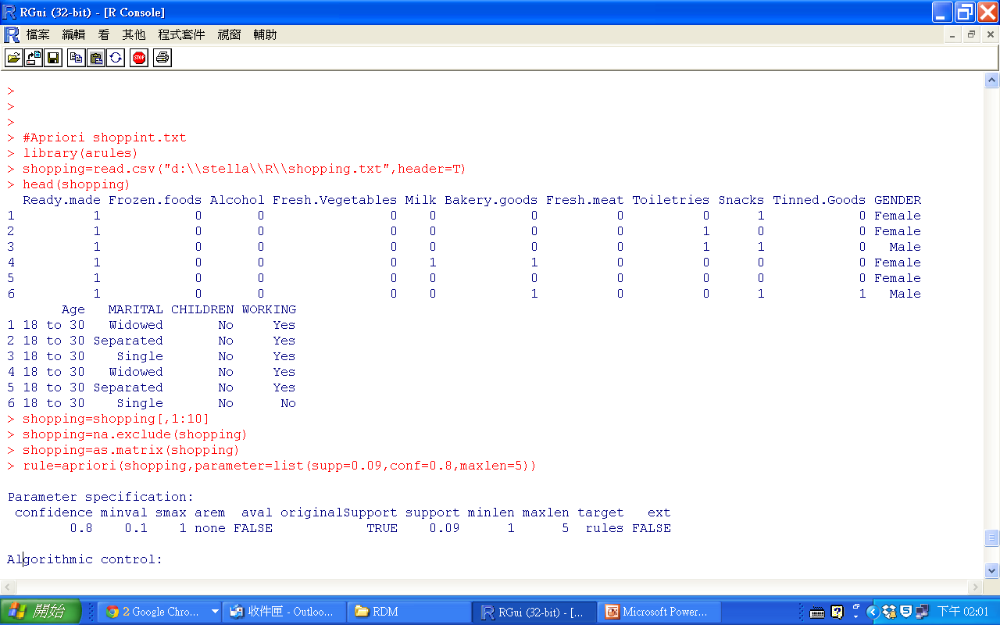 RGui (32-bit) - [R Console]
檔案 編輯 看 其他 程式套件 視窗 輔助
STOP
>
>
>
> #Apriori shoppint.txt
> library(arules)
> shopping=read.csv("d:\\stella\\R\\shopping.txt",header=T)
> head(shopping)
  Ready.made Frozen.foods Alcohol Fresh.Vegetables Milk Bakery.goods Fresh.meat Toiletries Snacks Tinned.Goods GENDER
1          1            0       0                0    0            0          0          0      1            0 Female
2          1            0       0                0    0            0          0          1      0            0 Female
3          1            0       0                0    0            0          0          1      1            0   Male
4          1            0       0                0    1            1          0          0      0            0 Female
5          1            0       0                0    0            0          0          0      0            0 Female
6          1            0       0                0    0            1          0          0      1            1   Male
       Age   MARITAL CHILDREN WORKING
1 18 to 30   Widowed       No     Yes
2 18 to 30 Separated       No     Yes
3 18 to 30    Single       No     Yes
4 18 to 30   Widowed       No     Yes
5 18 to 30 Separated       No     Yes
6 18 to 30    Single       No      No
> shopping=shopping[,1:10]
> shopping=na.exclude(shopping)
> shopping=as.matrix(shopping)
> rule=apriori(shopping,parameter=list(supp=0.09,conf=0.8,maxlen=5))
Parameter specification:
 confidence minval smax arem  aval originalSupport support minlen maxlen target   ext
        0.8    0.1    1 none FALSE            TRUE    0.09      1      5  rules FALSE
Algorithmic control:
開始 2 Google Chro... 收件匣 - Outloo... RDM RGui (32-bit) - [... Microsoft Power... 下午 02:01